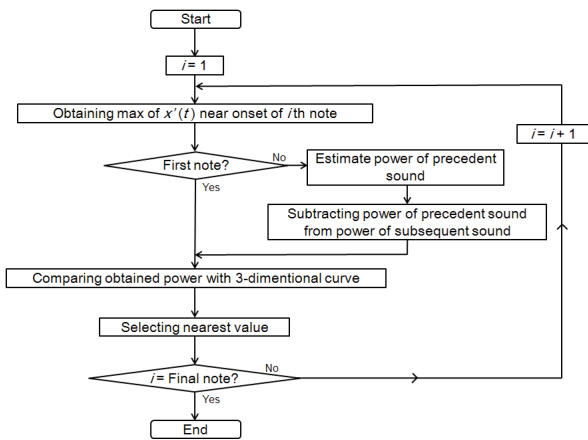 Start
i = 1
Obtaining max of x'(t) near onset of ith note
i = i + 1
First note?
No
Yes
Estimate power of precedent
sound
Subtracting power of precedent sound
from power of subsequent sound
Comparing obtained power with 3-dimentional curve
Selecting nearest value
i = Final note?
No
Yes
End